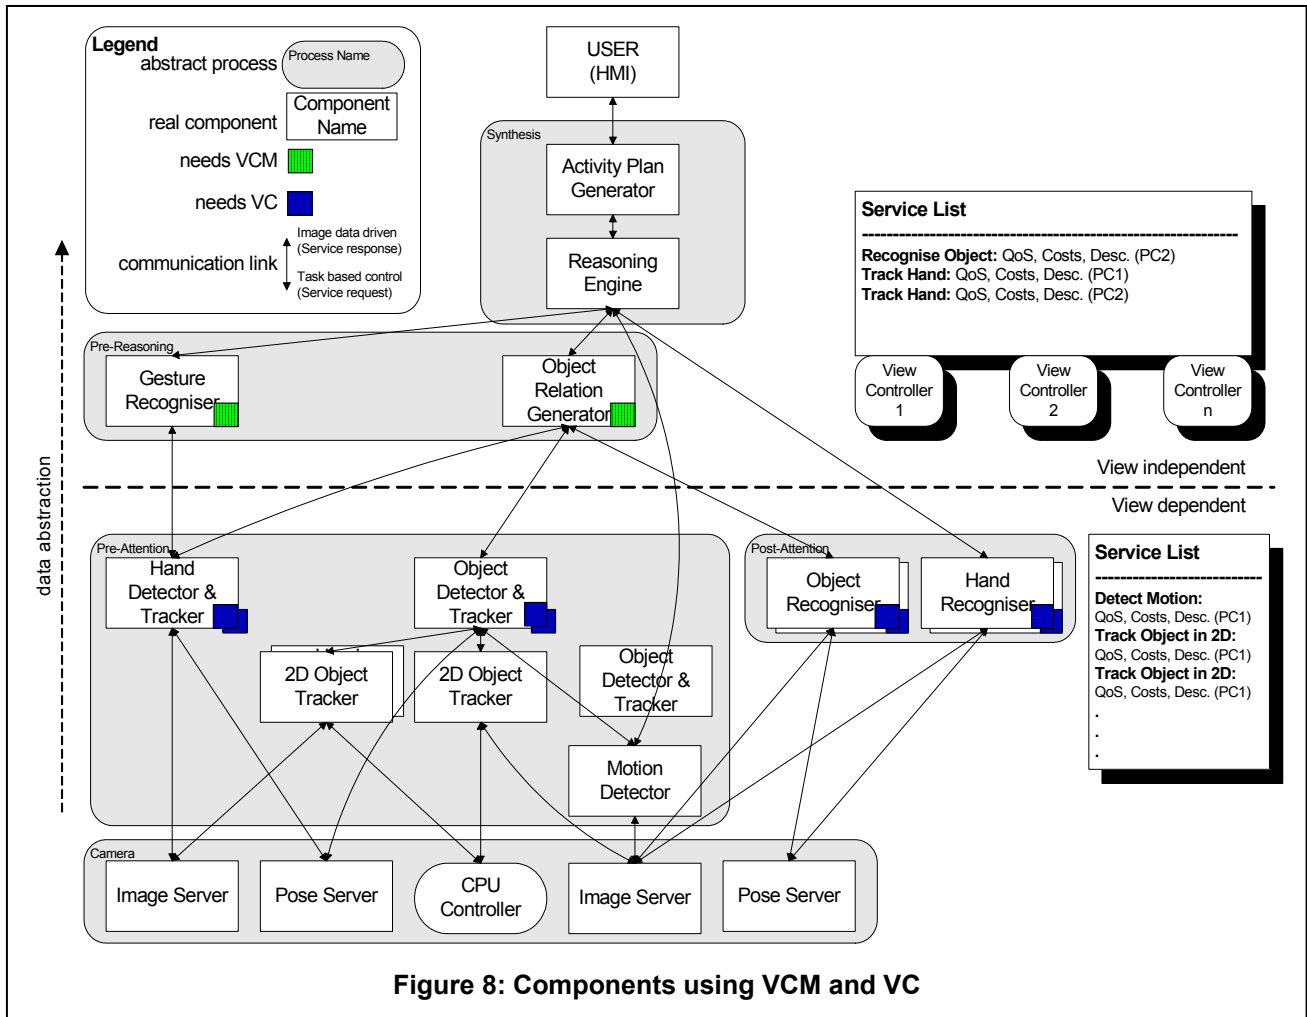 Legend
abstract process
Process Name
real component
Component
Name
needs VCM
needs VC
communication link
Image data driven
(Service response)
Task based control
(Service request)
USER
(HMI)
Synthesis
Activity Plan
Generator
Reasoning
Engine
Service List
Recognise Object: QoS, Costs, Desc. (PC2)
Track Hand: QoS, Costs, Desc. (PC1)
Track Hand: QoS, Costs, Desc. (PC2)
View
Controller
1
View
Controller
2
View
Controller
n
Pre-Reasoning
Gesture
Recogniser
Object
Relation
Generator
data abstraction
View independent
View dependent
Pre-Attention
Hand
Detector &
Tracker
Object
Detector &
Tracker
2D Object
Tracker
2D Object
Tracker
Object
Detector &
Tracker
Motion
Detector
Post-Attention
Object
Recogniser
Hand
Recogniser
Service List
Detect Motion:
QoS, Costs, Desc. (PC1)
Track Object in 2D:
QoS, Costs, Desc. (PC1)
Track Object in 2D:
QoS, Costs, Desc. (PC1)
.
.
.
Camera
Image Server
Pose Server
CPU
Controller
Image Server
Pose Server
Figure 8: Components using VCM and VC